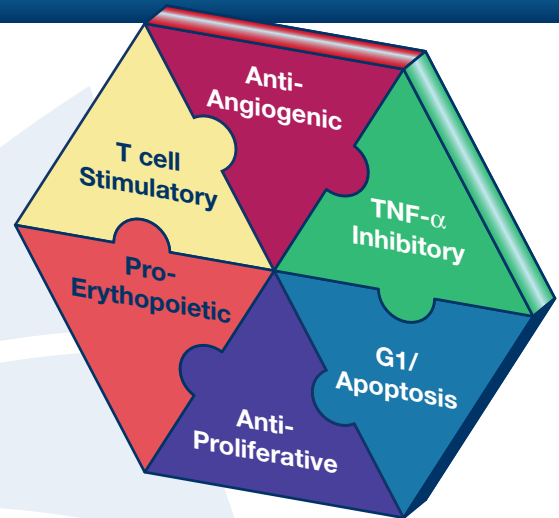 Anti-
Angiogenic
T cell
Stimulatory
TNF-α
Inhibitory
Pro-
Erythopoietic
G1/
Apoptosis
Anti-
Proliferative